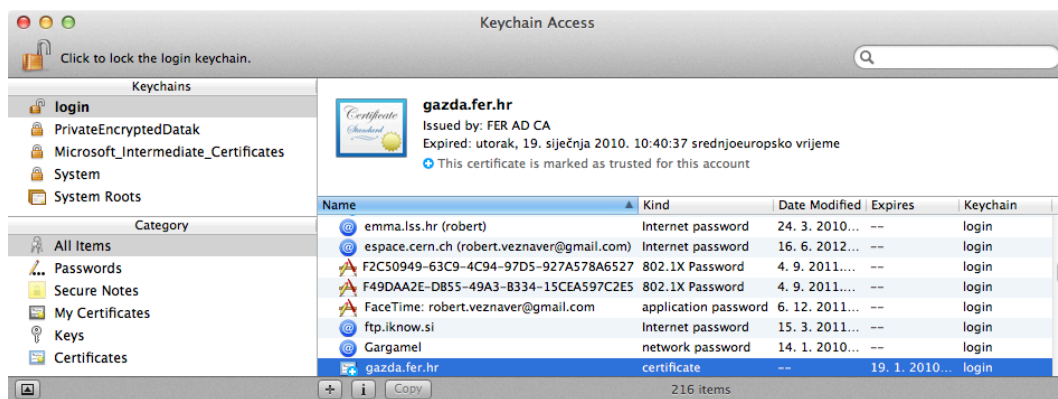 Keychain Access
Click to lock the login keychain.
Keychains
login
PrivateEncryptedDatak
Microsoft_Intermediate_Certificates
System
System Roots
Category
All Items
Passwords
Secure Notes
My Certificates
Keys
Certificates
Certificate
Standard
gazda.fer.hr
Issued by: FER AD CA
Expired: utorak, 19. siječnja 2010. 10:40:37 srednjoeuropsko vrijeme
This certificate is marked as trusted for this account
Name Kind Date Modified Expires Keychain
emma.lss.hr (robert) Internet password 24. 3. 2010... -- login
espace.cern.ch (robert.veznaver@gmail.com) Internet password 16. 6. 2012... -- login
F2C50949-63C9-4C94-97D5-927A578A6527 802.1X Password 4. 9. 2011.... -- login
F49DAA2E-DB55-49A3-B334-15CEA597C2E5 802.1X Password 4. 9. 2011.... -- login
FaceTime: robert.veznaver@gmail.com application password 6. 12. 2011... -- login
ftp.iknow.si Internet password 15. 3. 2011... -- login
Gargamel network password 14. 1. 2010... -- login
gazda.fer.hr certificate -- 19. 1. 2010... login
+ i Copy 216 items